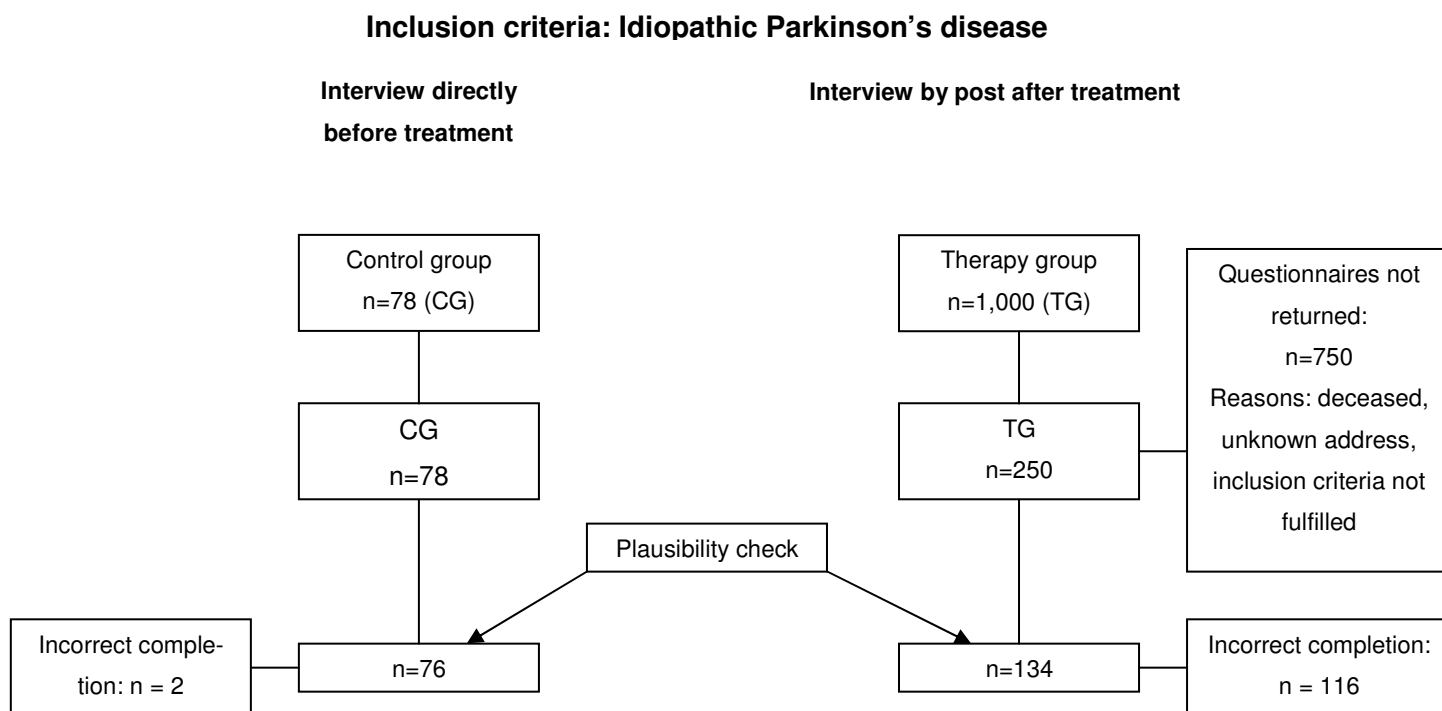 Inclusion criteria: Idiopathic Parkinson's disease
Interview directly
before treatment
Interview by post after treatment
Control group
n=78 (CG)
Therapy group
n=1,000 (TG)
Questionnaires not
returned:
n=750
Reasons: deceased,
unknown address,
inclusion criteria not
fulfilled
CG
n=78
TG
n=250
Plausibility check
Incorrect comple-
tion: n = 2
n=76
n=134
Incorrect completion:
n = 116